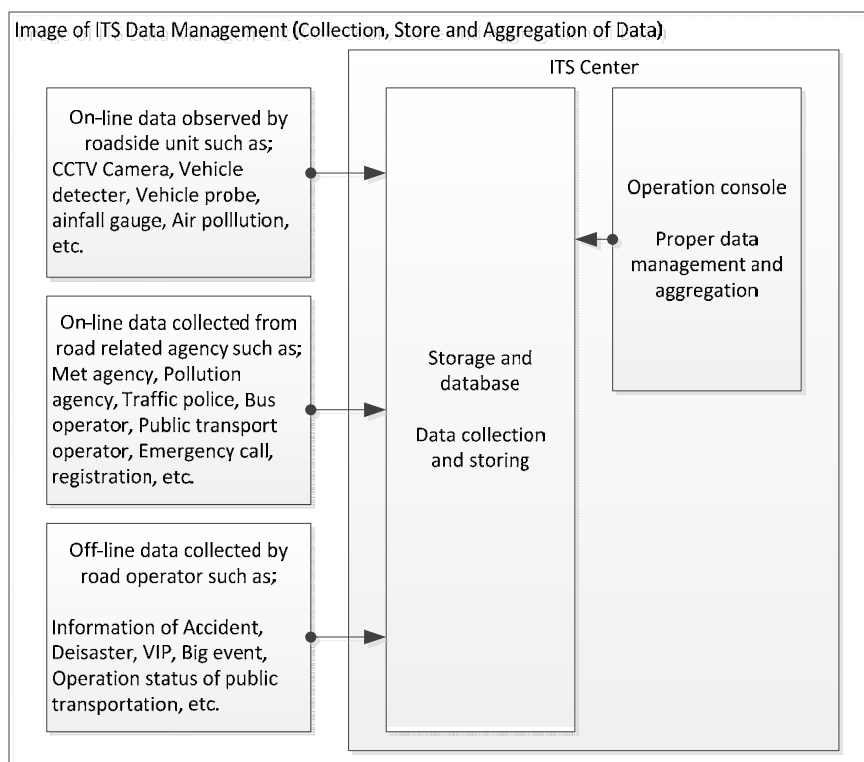 Image of ITS Data Management (Collection, Store and Aggregation of Data)
ITS Center
On-line data observed by
roadside unit such as;
CCTV Camera, Vehicle
detecter, Vehicle probe,
ainfall gauge, Air polllution,
etc.
On-line data collected from
road related agency such as;
Met agency, Pollution
agency, Traffic police, Bus
operator, Public transport
operator, Emergency call,
registration, etc.
Off-line data collected by
road operator such as;
Information of Accident,
Deisaster, VIP, Big event,
Operation status of public
transportation, etc.
Storage and
database
Data collection
and storing
Operation console
Proper data
management and
aggregation